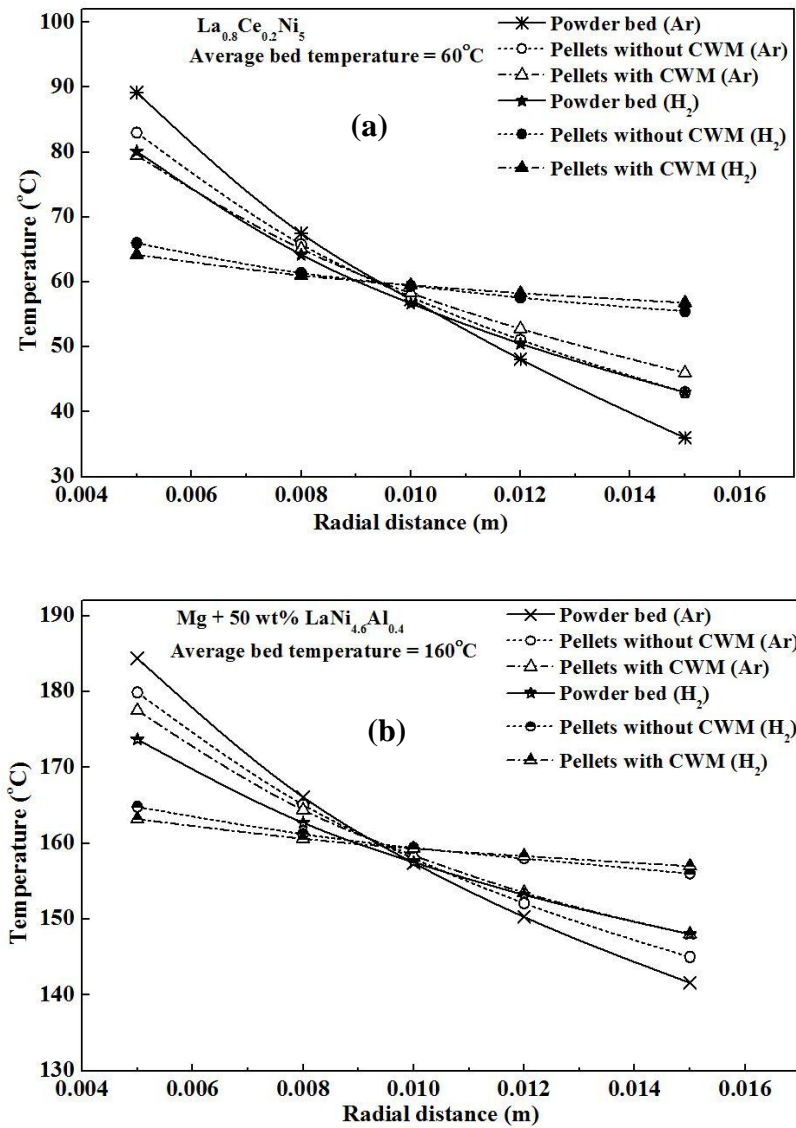 La0.8Ce0.2Ni5
Average bed temperature = 60°C
(a)
Powder bed (Ar)
Pellets without CWM (Ar)
Pellets with CWM (Ar)
Powder bed (H2)
Pellets without CWM (H2)
Pellets with CWM (H2)
Temperature (°C)
100
90
80
70
60
50
40
30
0.004 0.006 0.008 0.010 0.012 0.014 0.016
Radial distance (m)
Mg + 50 wt% LaNi4.6Al0.4
Average bed temperature = 160°C
(b)
Powder bed (Ar)
Pellets without CWM (Ar)
Pellets with CWM (Ar)
Powder bed (H2)
Pellets without CWM (H2)
Pellets with CWM (H2)
Temperature (°C)
190
180
170
160
150
140
130
0.004 0.006 0.008 0.010 0.012 0.014 0.016
Radial distance (m)